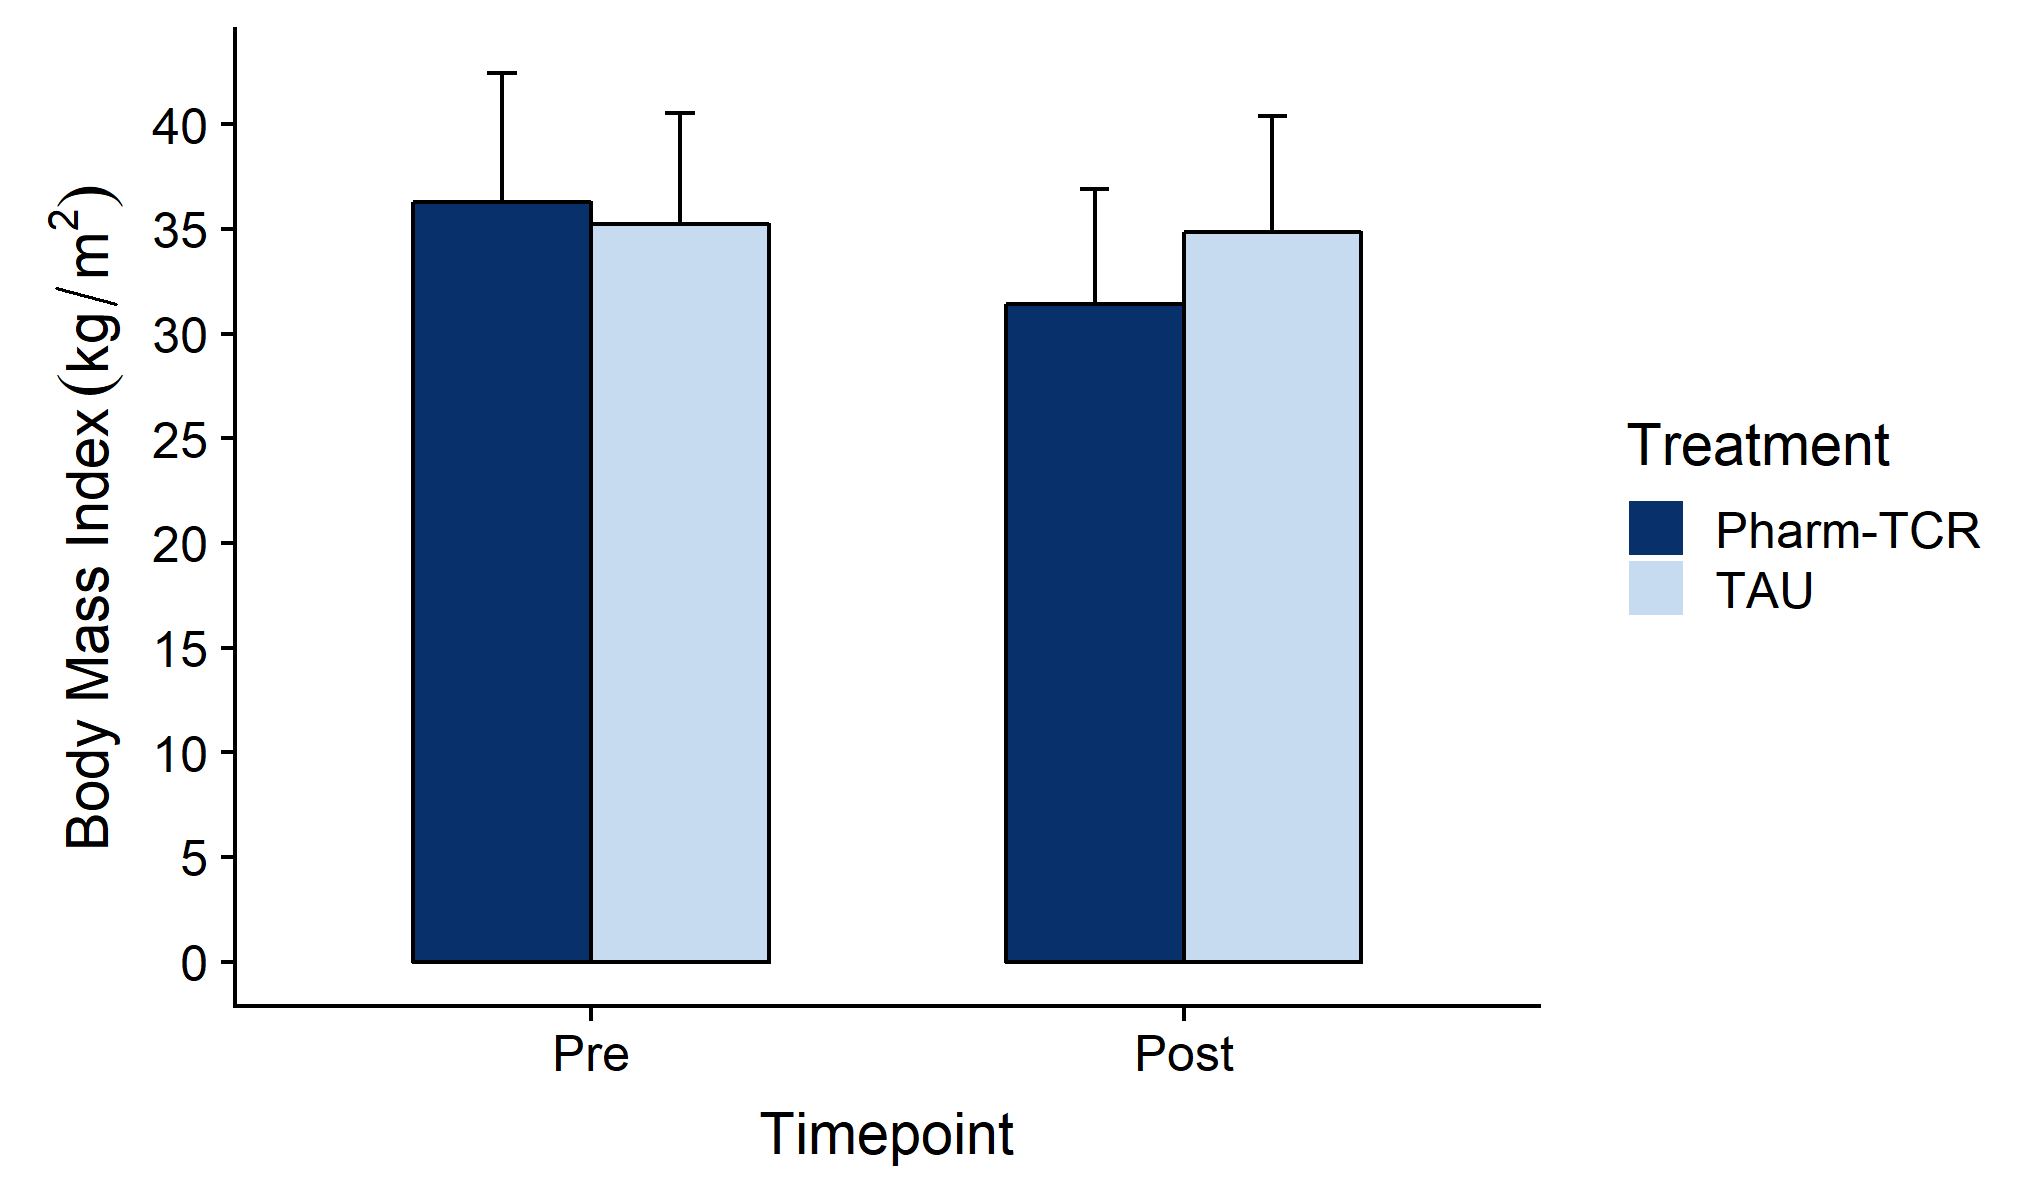 Body Mass Index (kg/m²)
40
35
30
25
20
15
10
5
0
Pre Post
Timepoint
Treatment
Pharm-TCR
TAU